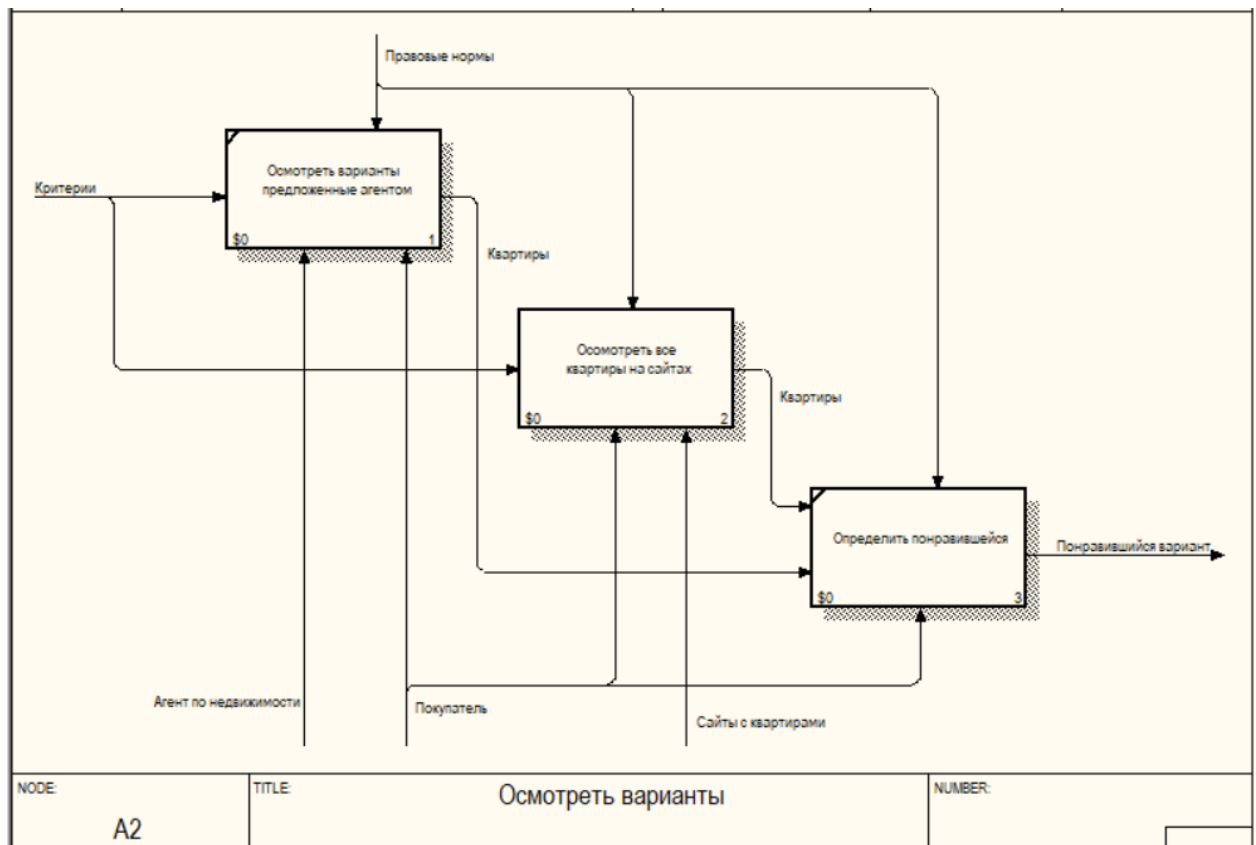 Правовые нормы
Осмотреть варианты
предложенные агентом
$0
1
Критерии
Квартиры
Осомотреть все
квартиры на сайтах
$0
2
Квартиры
Определить понравившейся
$0
3
Понравившийся вариант
Агент по недвижимости
Покупатель
Сайты с квартирами
NODE:
TITLE:
Осмотреть варианты
NUMBER:
A2